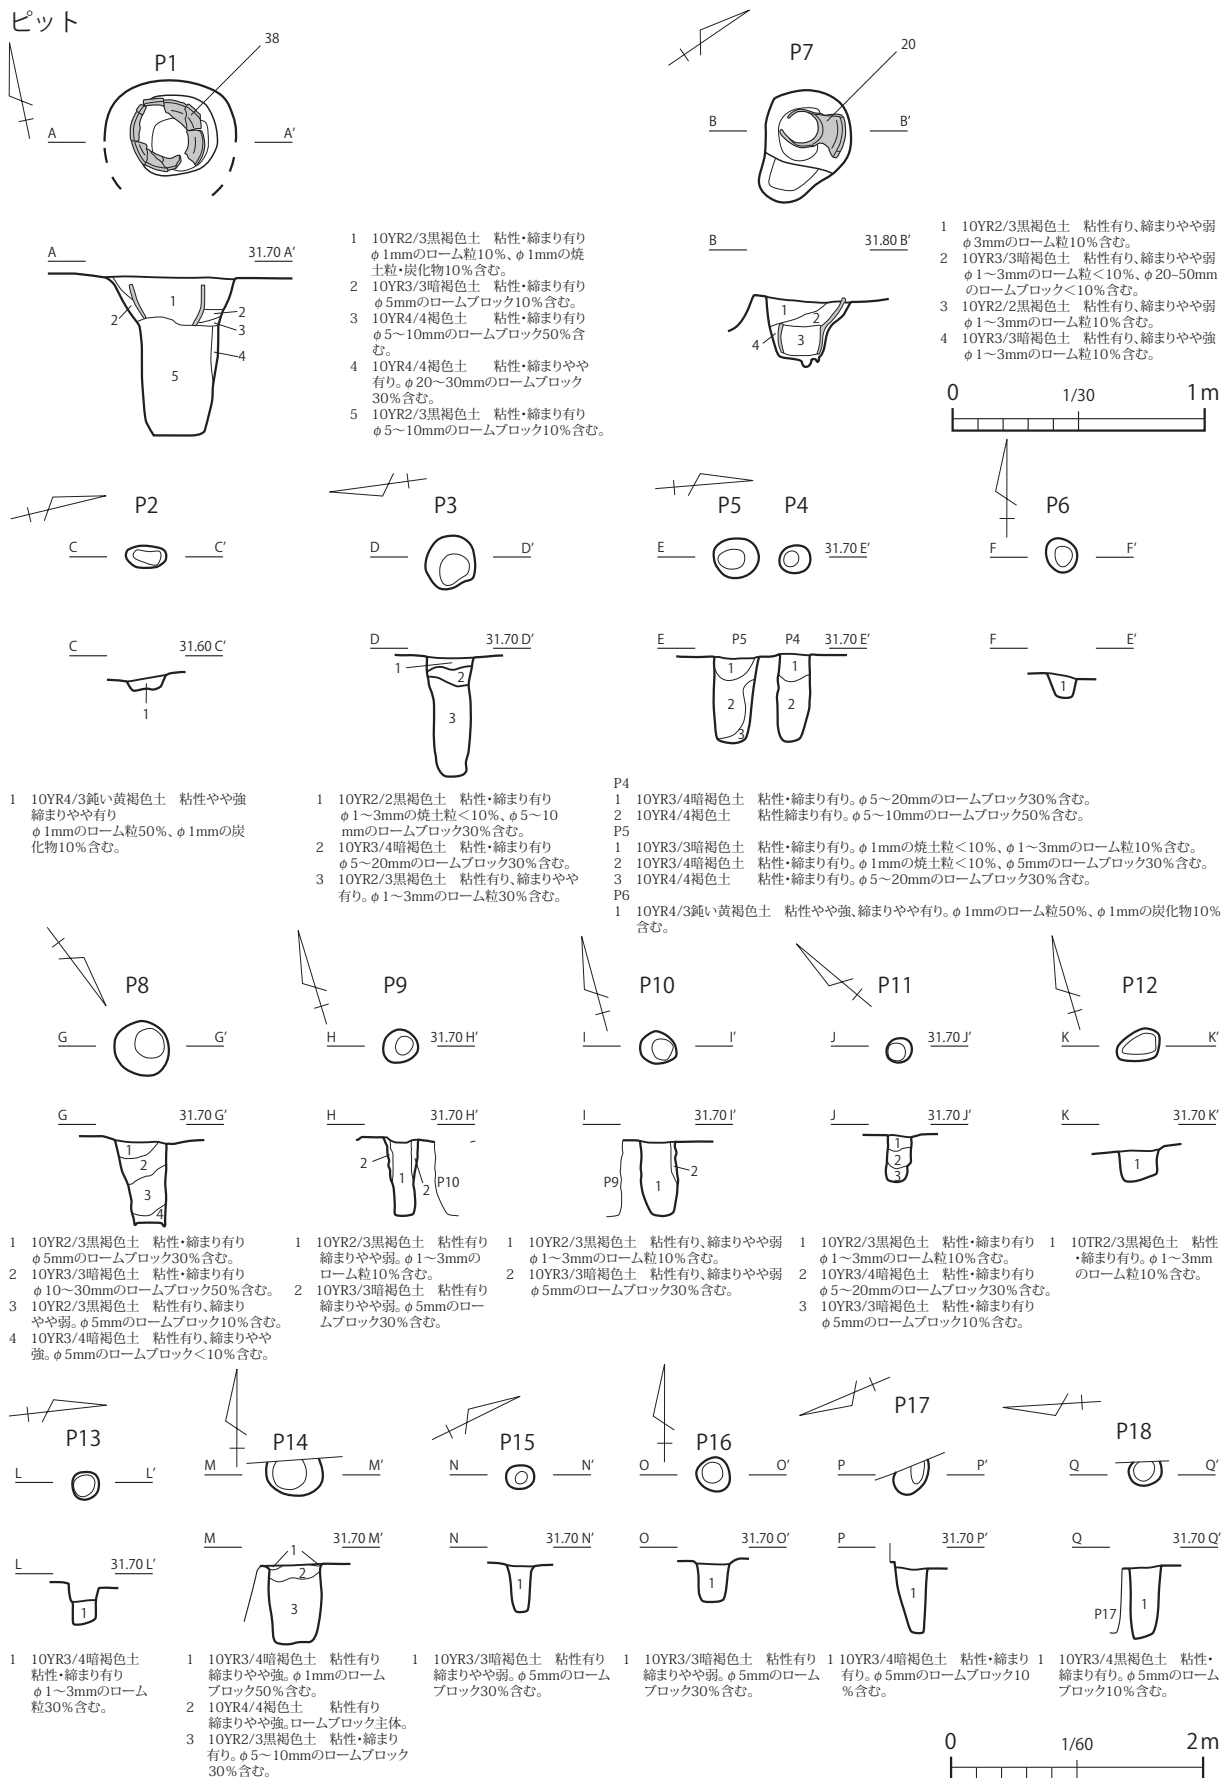 ピット
P1
38
A
A′
A
31.70 A′
1
2
2
3
4
5
1 10YR2/3黒褐色土 粘性・締まり有り
φ1mmのローム粒10%、φ1mmの焼
土粒・炭化物10%含む。
2 10YR3/3暗褐色土 粘性・締まり有り
φ5mmのロームブロック10%含む。
3 10YR4/4褐色土 粘性・締まり有り
φ5～10mmのロームブロック50%含
む。
4 10YR4/4褐色土 粘性・締まりやや
有り。φ20～30mmのロームブロック
30%含む。
5 10YR2/3黒褐色土 粘性・締まり有り
φ5～10mmのロームブロック10%含む。
P7
20
B
B′
B
31.80 B′
1
2
3
4
1 10YR2/3黒褐色土 粘性有り、締まりやや弱
φ3mmのローム粒10%含む。
2 10YR3/3暗褐色土 粘性有り、締まりやや弱
φ1～3mmのローム粒＜10%、φ20~50mm
のロームブロック＜10%含む。
3 10YR2/2黒褐色土 粘性有り、締まりやや弱
φ1～3mmのローム粒10%含む。
4 10YR3/3暗褐色土 粘性有り、締まりやや強
φ1～3mmのローム粒10%含む。
0 1/30 1m
P2
C C′
C 31.60 C′
1
P3
D D′
D 31.70 D′
1
2
3
P5 P4
E 31.70 E′
E P5 P4 31.70 E′
1 1
2 2
3
P6
F F′
F E′
1
1 10YR4/3鈍い黄褐色土 粘性やや強
締まりやや有り
φ1mmのローム粒50%、φ1mmの炭
化物10%含む。
1 10YR2/2黒褐色土 粘性・締まり有り
φ1～3mmの焼土粒＜10%、φ5～10
mmのロームブロック30%含む。
2 10YR3/4暗褐色土 粘性・締まり有り
φ5～20mmのロームブロック30%含む。
3 10YR2/3黒褐色土 粘性有り、締まりやや
有り。φ1～3mmのローム粒30%含む。
P4
1 10YR3/4暗褐色土 粘性・締まり有り。φ5～20mmのロームブロック30%含む。
2 10YR4/4褐色土 粘性締まり有り。φ5～10mmのロームブロック50%含む。
P5
1 10YR3/3暗褐色土 粘性・締まり有り。φ1mmの焼土粒＜10%、φ1～3mmのローム粒10%含む。
2 10YR3/4暗褐色土 粘性・締まり有り。φ1mmの焼土粒＜10%、φ5mmのロームブロック30%含む。
3 10YR4/4褐色土 粘性・締まり有り。φ5～20mmのロームブロック30%含む。
P6
1 10YR4/3鈍い黄褐色土 粘性やや強、締まりやや有り。φ1mmのローム粒50%、φ1mmの炭化物10%
含む。
P8
G G′
G 31.70 G′
1
2
3
4
P9
H 31.70 H′
H 31.70 H′
2
1
2
P10
P10
I I′
I 31.70 I′
P9
1
2
P11
J 31.70 J′
J 31.70 J′
1
2
3
P12
K K′
K 31.70 K′
1
1 10YR2/3黒褐色土 粘性・締まり有り
φ5mmのロームブロック30%含む。
2 10YR3/3暗褐色土 粘性・締まり有り
φ10～30mmのロームブロック50%含む。
3 10YR2/3黒褐色土 粘性有り、締まり
やや弱。φ5mmのロームブロック10%含む。
4 10YR3/4暗褐色土 粘性有り、締まりやや
強。φ5mmのロームブロック＜10%含む。
1 10YR2/3黒褐色土 粘性有り
締まりやや弱。φ1～3mmの
ローム粒10%含む。
2 10YR3/3暗褐色土 粘性有り
締まりやや弱。φ5mmのロー
ムブロック30%含む。
1 10YR2/3黒褐色土 粘性有り、締まりやや弱
φ1～3mmのローム粒10%含む。
2 10YR3/3暗褐色土 粘性有り、締まりやや弱
φ5mmのロームブロック30%含む。
1 10YR2/3黒褐色土 粘性・締まり有り
φ1～3mmのローム粒10%含む。
2 10YR3/4暗褐色土 粘性・締まり有り
φ5～20mmのロームブロック30%含む。
3 10YR3/3暗褐色土 粘性・締まり有り
φ5mmのロームブロック10%含む。
1 10TR2/3黒褐色土 粘性
・締まり有り。φ1～3mm
のローム粒10%含む。
P13
L L′
L 31.70 L′
1
P14
M M′
M 31.70 M′
1
2
3
P15
N N′
N 31.70 N′
1
P16
O O′
O 31.70 O′
1
P17
P P′
P 31.70 P′
1
P18
Q Q′
Q 31.70 Q′
P17
1
1 10YR3/4暗褐色土
粘性・締まり有り
φ1～3mmのローム
粒30%含む。
1 10YR3/4暗褐色土 粘性有り
締まりやや強。φ1mmのローム
ブロック50%含む。
2 10YR4/4褐色土 粘性有り
締まりやや強。ロームブロック主体。
3 10YR2/3黒褐色土 粘性・締まり
有り。φ5～10mmのロームブロック
30%含む。
1 10YR3/3暗褐色土 粘性有り
締まりやや弱。φ5mmのローム
ブロック30%含む。
1 10YR3/3暗褐色土 粘性有り
締まりやや弱。φ5mmのローム
ブロック30%含む。
1 10YR3/4暗褐色土 粘性・締まり
有り。φ5mmのロームブロック10
%含む。
1 10YR3/4黒褐色土 粘性・
締まり有り。φ5mmのローム
ブロック10%含む。
0 1/60 2m